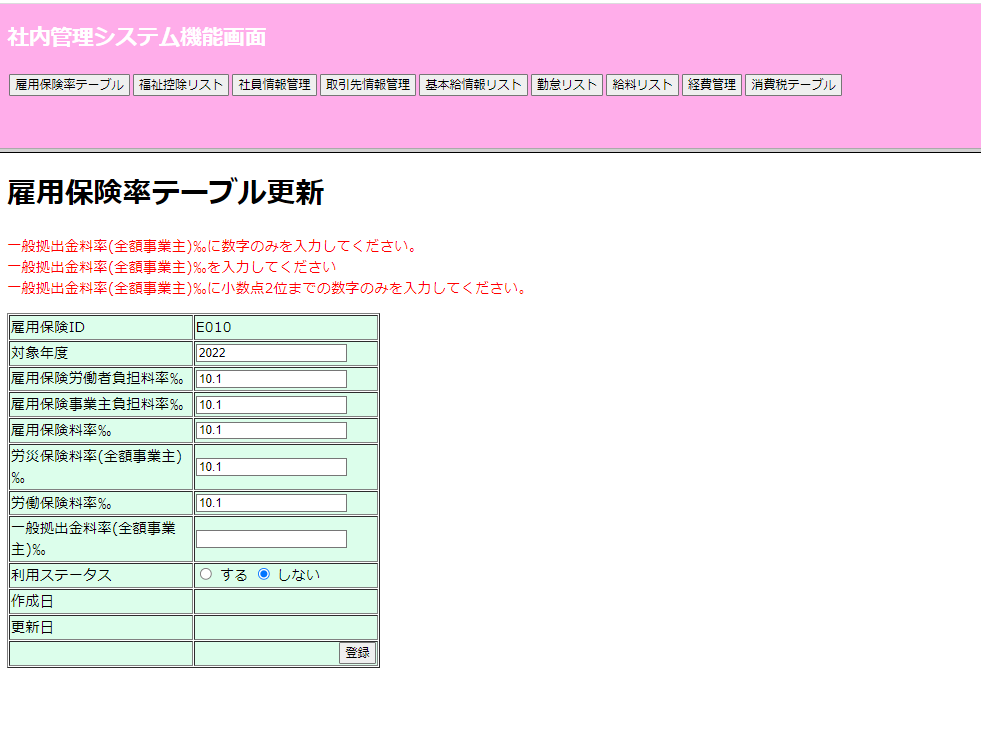 社内管理システム機能画面
雇用保険率テーブル 福祉控除リスト 社員情報管理 取引先情報管理 基本給情報リスト 勤怠リスト 給料リスト 経費管理 消費税テーブル
雇用保険率テーブル更新
一般拠出金料率(全額事業主)‰に数字のみを入力してください。
一般拠出金料率(全額事業主)‰を入力してください
一般拠出金料率(全額事業主)‰に小数点2位までの数字のみを入力してください。
雇用保険ID E010
対象年度 2022
雇用保険労働者負担料率‰ 10.1
雇用保険事業主負担料率‰ 10.1
雇用保険料率‰ 10.1
労災保険料率(全額事業主)
‰ 10.1
労働保険料率‰ 10.1
一般拠出金料率(全額事業
主)‰
利用ステータス する しない
作成日
更新日
登録